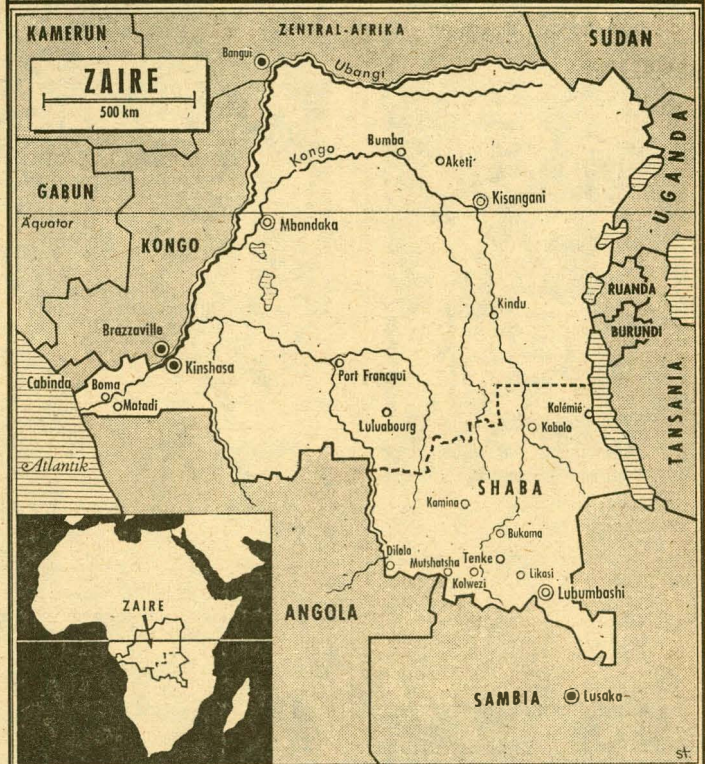 KAMERUN
ZENTRAL-AFRIKA
SUDAN
Bangui
Ubangi
ZAIRE
500 km
UGANDA
Kongo
Bumba
Aketi
GABUN
Kisangani
Äquator
Mbandaka
KONGO
RUANDA
Kindu
BURUNDI
Brazzaville
Kinshasa
Port Francqui
TANSANIA
Cabinda
Boma
Matadi
Luluabourg
Kalémié
Kabalo
Atlantik
SHABA
Kamina
Bukama
Dilolo
Mutshatsha
Tenke
Kolwezi
Likasi
Lubumbashi
ZAIRE
ANGOLA
SAMBIA
Lusaka
st.